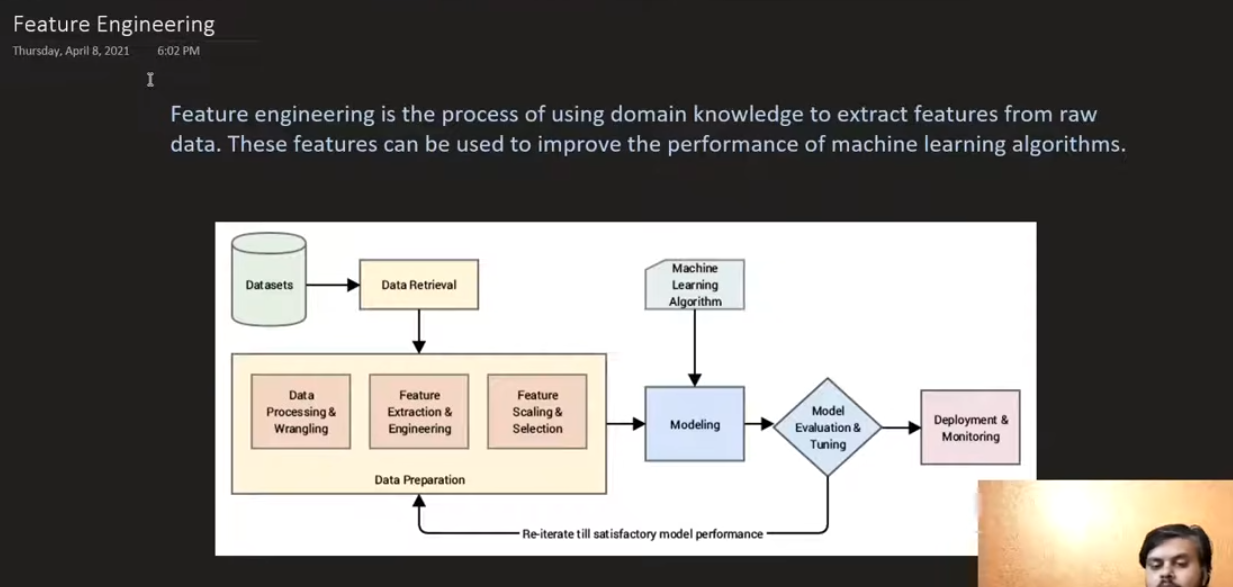 Feature Engineering
Thursday, April 8, 2021 6:02 PM
Feature engineering is the process of using domain knowledge to extract features from raw
data. These features can be used to improve the performance of machine learning algorithms.
Datasets
Data Retrieval
Machine
Learning
Algorithm
Data
Processing &
Wrangling
Feature
Extraction &
Engineering
Feature
Scaling &
Selection
Data Preparation
Modeling
Model
Evaluation &
Tuning
Deployment &
Monitoring
Re-iterate till satisfactory model performance